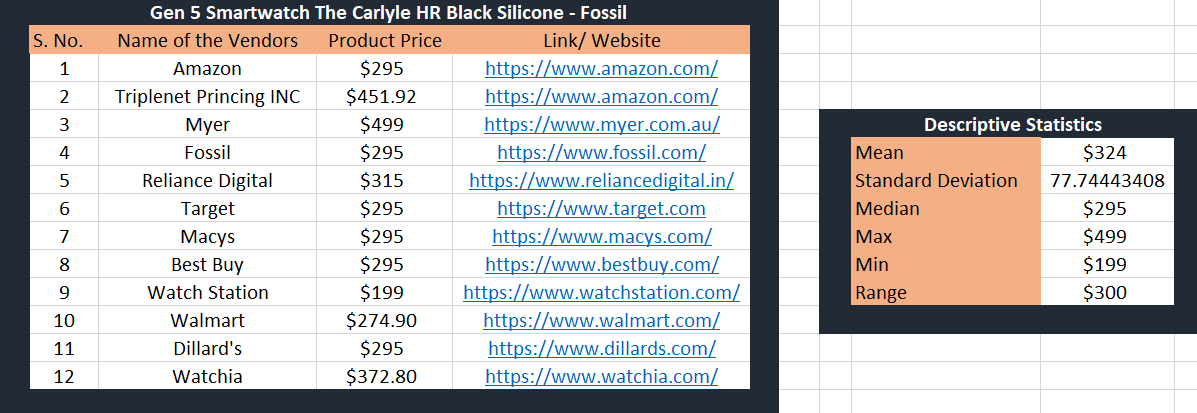 Gen 5 Smartwatch The Carlyle HR Black Silicone - Fossil
S. No. Name of the Vendors Product Price Link/ Website
1 Amazon $295 https://www.amazon.com/
2 Triplenet Princing INC $451.92 https://www.amazon.com/
3 Myer $499 https://www.myer.com.au/
4 Fossil $295 https://www.fossil.com/
5 Reliance Digital $315 https://www.reliancedigital.in/
6 Target $295 https://www.target.com
7 Macys $295 https://www.macys.com/
8 Best Buy $295 https://www.bestbuy.com/
9 Watch Station $199 https://www.watchstation.com/
10 Walmart $274.90 https://www.walmart.com/
11 Dillard's $295 https://www.dillards.com/
12 Watchia $372.80 https://www.watchia.com/
Descriptive Statistics
Mean $324
Standard Deviation 77.74443408
Median $295
Max $499
Min $199
Range $300